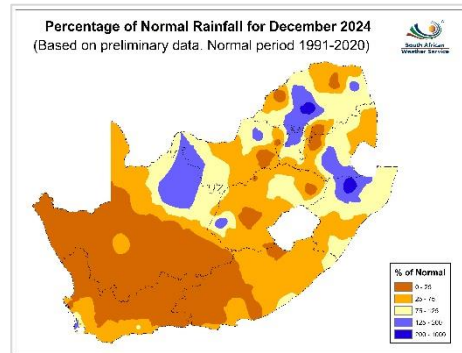 Percentage of Normal Rainfall for December 2024
(Based on preliminary data. Normal period 1991-2020)
South African
Weather Service
% of Normal
0 - 25
25 - 75
75 - 125
125 - 200
200 - 1000